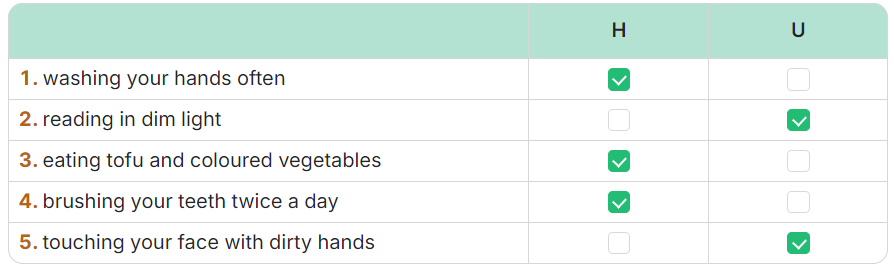 H U
1. washing your hands often
2. reading in dim light
3. eating tofu and coloured vegetables
4. brushing your teeth twice a day
5. touching your face with dirty hands